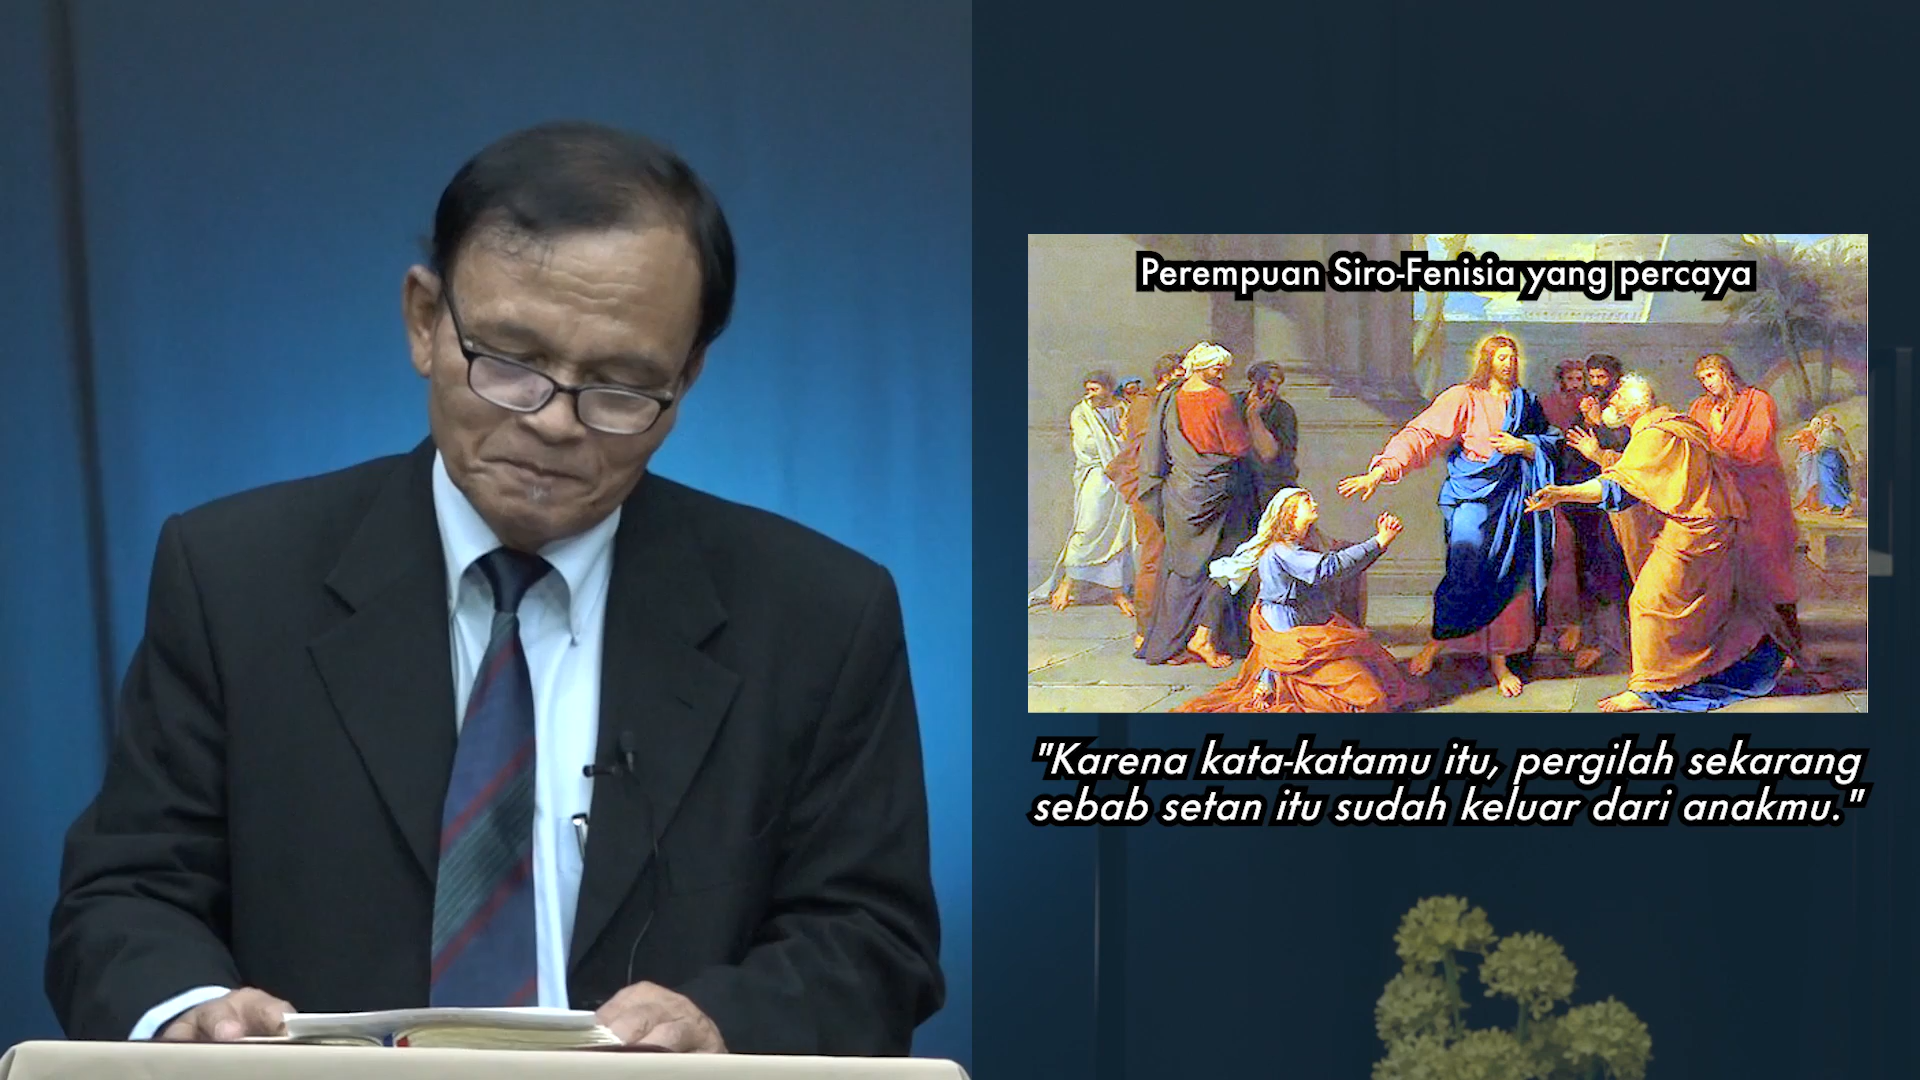 Perempuan Siro-Fenisia yang percaya
"Karena kata-katamu itu, pergilah sekarang
sebab setan itu sudah keluar dari anakmu."